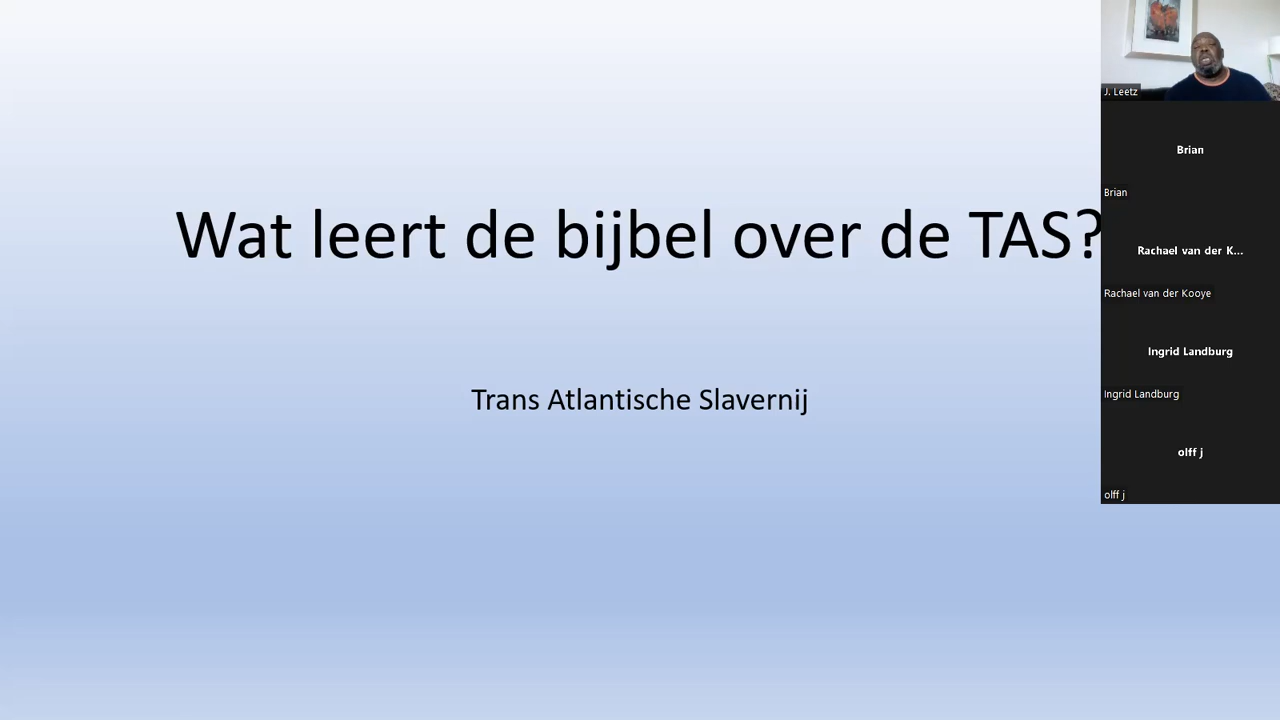 Wat leert de bijbel over de TAS?
Trans Atlantische Slavernij
J. Leetz
Brian
Brian
Rachael van der K...
Rachael van der Kooye
Ingrid Landburg
Ingrid Landburg
olff j
olff j